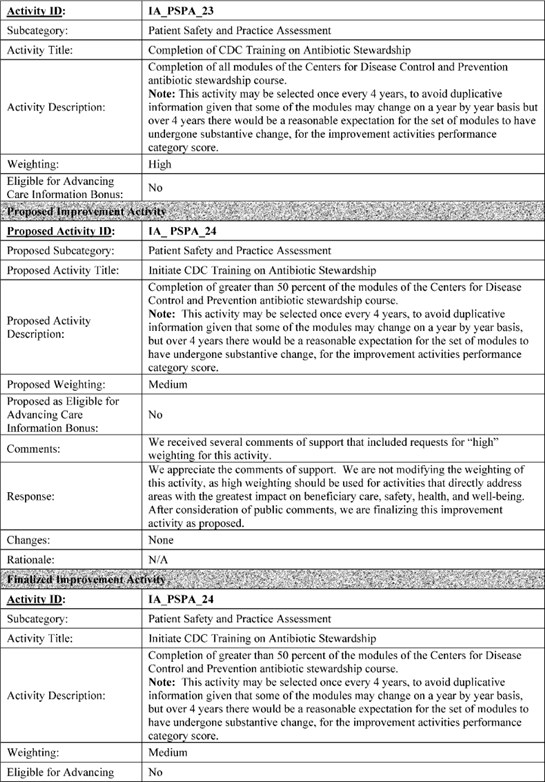 Activity ID: IA_PSPA_23
Subcategory: Patient Safety and Practice Assessment
Activity Title: Completion of CDC Training on Antibiotic Stewardship
Completion of all modules of the Centers for Disease Control and Prevention
antibiotic stewardship course.
Note: This activity may be selected once every 4 years, to avoid duplicative
Activity Description: information given that some of the modules may change on a year by year basis but
over 4 years there would be a reasonable expectation for the set of modules to have
undergone substantive change, for the improvement activities performance
category score.
Weighting: High
Eligible for Advancing
Care Information Bonus: No
Proposed Improvement Activity
Proposed Activity ID: IA_ PSPA_24
Proposed Subcategory: Patient Safety and Practice Assessment
Proposed Activity Title: Initiate CDC Training on Antibiotic Stewardship
Completion of greater than 50 percent of the modules of the Centers for Disease
Control and Prevention antibiotic stewardship course.
Proposed Activity
Description:
Note: This activity may be selected once every 4 years, to avoid duplicative
information given that some of the modules may change on a year by year basis,
but over 4 years there would be a reasonable expectation for the set of modules to
have undergone substantive change, for the improvement activities performance
category score.
Proposed Weighting: Medium
Proposed as Eligible for
Advancing Care No
Information Bonus:
Comments: We received several comments of support that included requests for “high”
weighting for this activity.
We appreciate the comments of support. We are not modifying the weighting of
this activity, as high weighting should be used for activities that directly address
Response: areas with the greatest impact on beneficiary care, safety, health, and well-being.
After consideration of public comments, we are finalizing this improvement
activity as proposed.
Changes: None
Rationale: N/A
Finalized Improvement Activity
Activity ID: IA_PSPA_24
Subcategory: Patient Safety and Practice Assessment
Activity Title: Initiate CDC Training on Antibiotic Stewardship
Completion of greater than 50 percent of the modules of the Centers for Disease
Control and Prevention antibiotic stewardship course.
Note: This activity may be selected once every 4 years, to avoid duplicative
Activity Description: information given that some of the modules may change on a year by year basis,
but over 4 years there would be a reasonable expectation for the set of modules to
have undergone substantive change, for the improvement activities performance
category score.
Weighting: Medium
Eligible for Advancing No